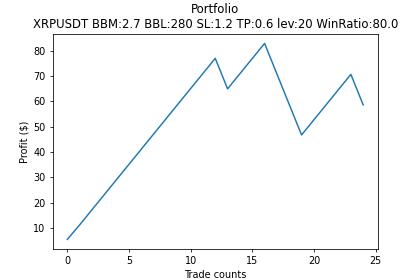 Portfolio
XRPUSDT BBM:2.7 BBL:280 SL:1.2 TP:0.6 lev:20 WinRatio:80.0
80
70
60
50
40
30
20
10
Profit ($)
0 5 10 15 20 25
Trade counts